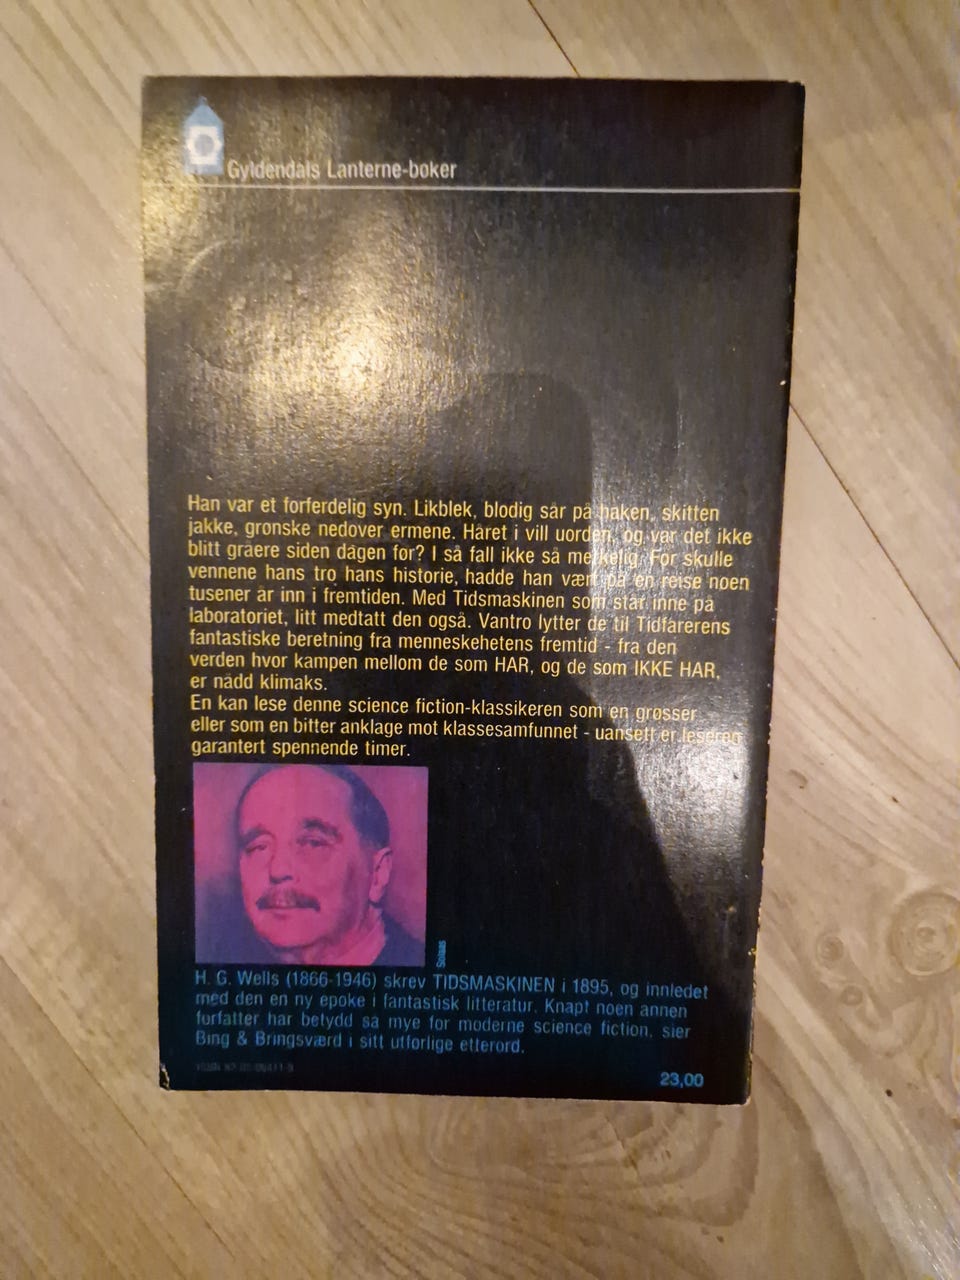 Gyldendals Lanterne-bøker
Han var et forferdelig syn. Likblek, blodig sår på haken, skitten
jakke, grønske nedover ermene. Håret i vill uorden, og var det ikke
blitt gråere siden dagen før? I så fall ikke så merkelig. For skulle
vennene hans tro hans historie, hadde han vært på en reise noen
tusener år inn i fremtiden. Med Tidsmaskinen som står inne på
laboratoriet, litt medtatt den også. Vantro lytter de til Tidfarerens
fantastiske beretning fra menneskehetens fremtid - fra den
verden hvor kampen mellom de som HAR, og de som IKKE HAR,
er nådd klimaks.
En kan lese denne science fiction-klassikeren som en grøsser
eller som en bitter anklage mot klassesamfunnet - uansett er leseren
garantert spennende timer.
Solaas
H. G. Wells (1866-1946) skrev TIDSMASKINEN i 1895, og innledet
med den en ny epoke i fantastisk litteratur. Knapt noen annen
forfatter har betydd så mye for moderne science fiction, sier
Bing & Bringsværd i sitt utførlige etterord.
ISBN
23,00